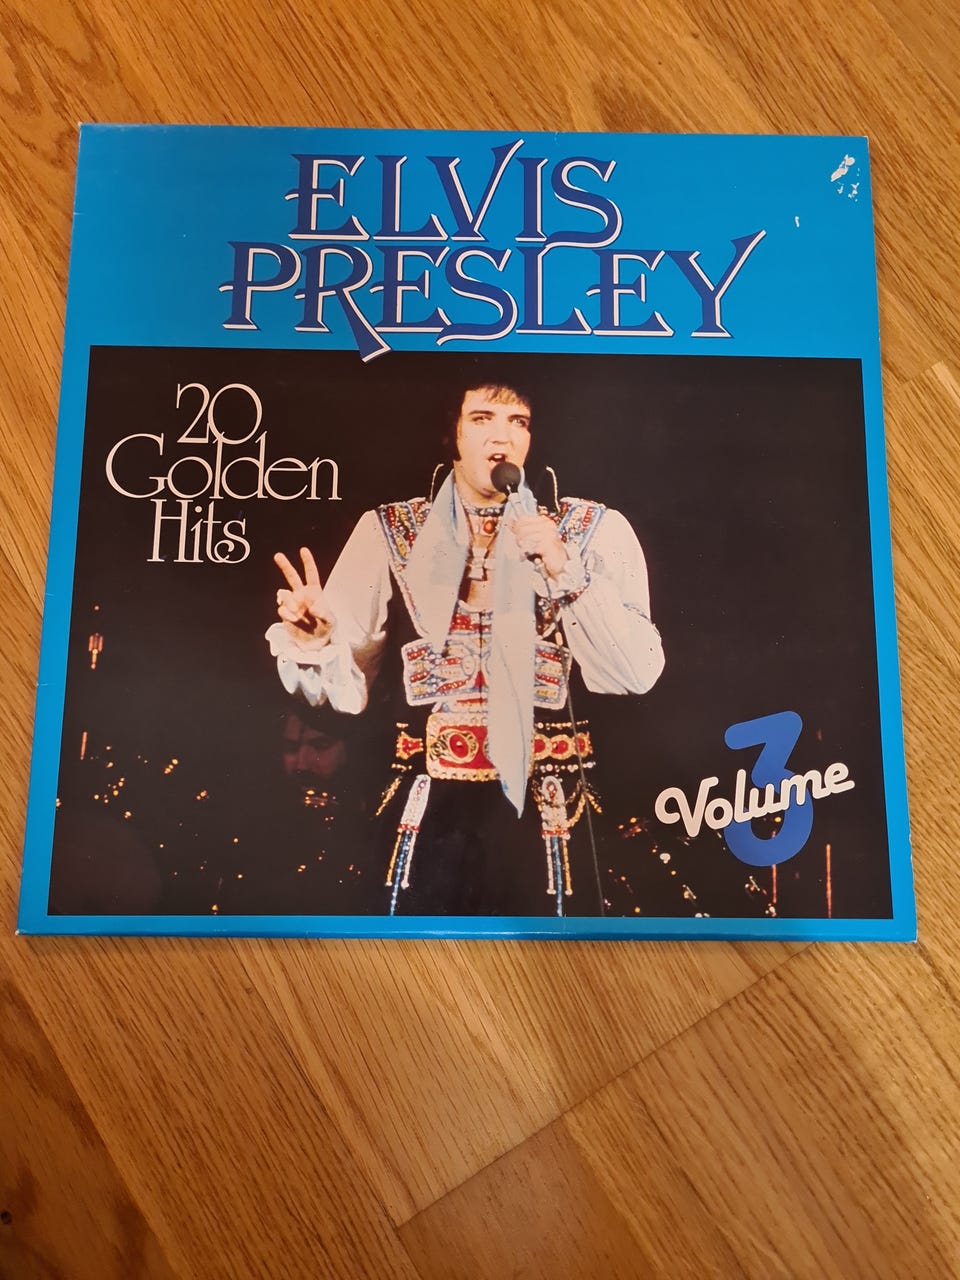 ELVIS
PRESLEY
20
Golden
Hits
3
Volume